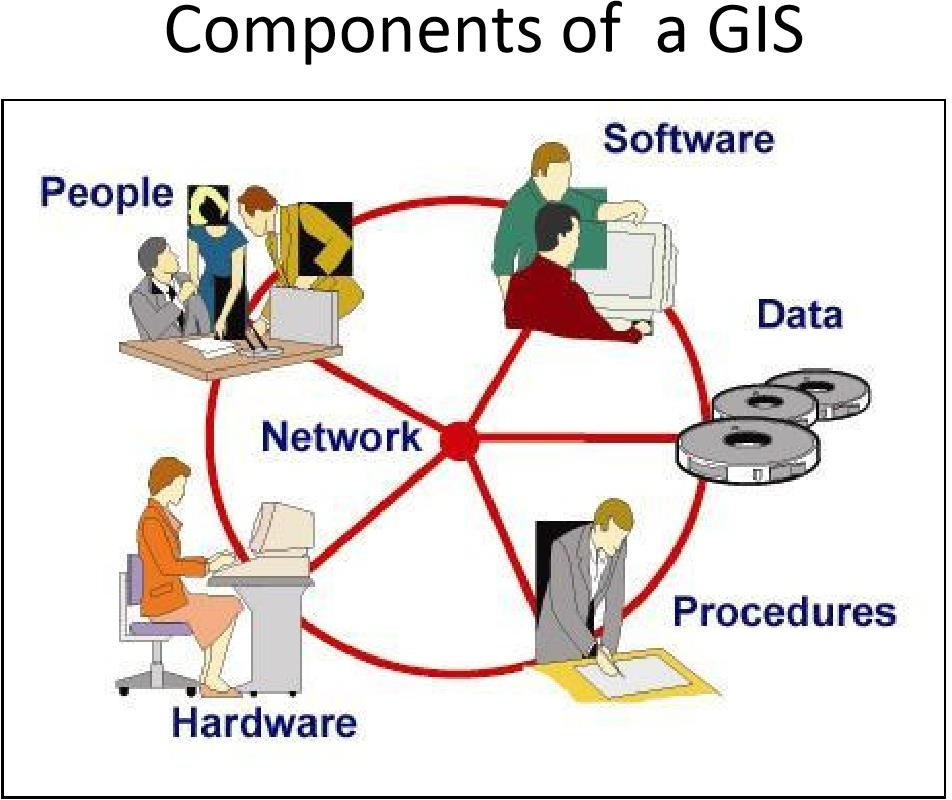 Components of a GIS
Software
People
Data
Network
Procedures
Hardware